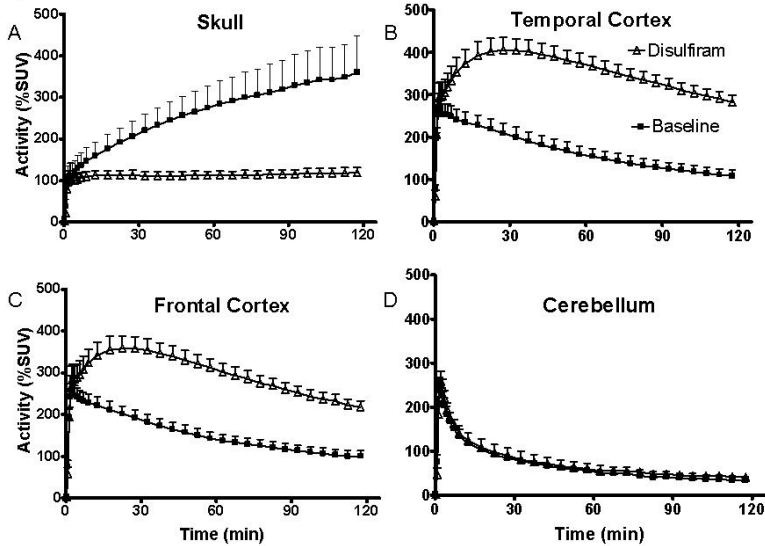 A
Skull
Activity (%SUV)
500
400
300
200
100
0
0 30 60 90 120
B
Temporal Cortex
Disulfiram
Baseline
500
400
300
200
100
0
0 30 60 90 120
C
Frontal Cortex
Activity (%SUV)
500
400
300
200
100
0
0 30 60 90 120
Time (min)
D
Cerebellum
500
400
300
200
100
0
0 30 60 90 120
Time (min)